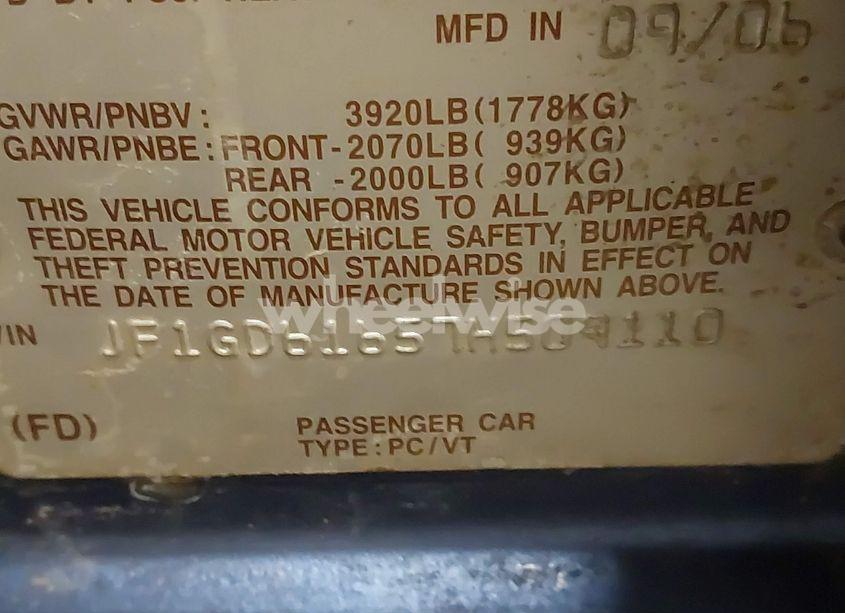 MFD IN 09/06
GVWR/PNBV: 3920LB(1778KG)
GAWR/PNBE: FRONT-2070LB( 939KG)
REAR -2000LB( 907KG)
THIS VEHICLE CONFORMS TO ALL APPLICABLE
FEDERAL MOTOR VEHICLE SAFETY, BUMPER, AND
THEFT PREVENTION STANDARDS IN EFFECT ON
THE DATE OF MANUFACTURE SHOWN ABOVE.
wheelwise
VIN JF1GD61657H509110
(FD) PASSENGER CAR
TYPE: PC/VT